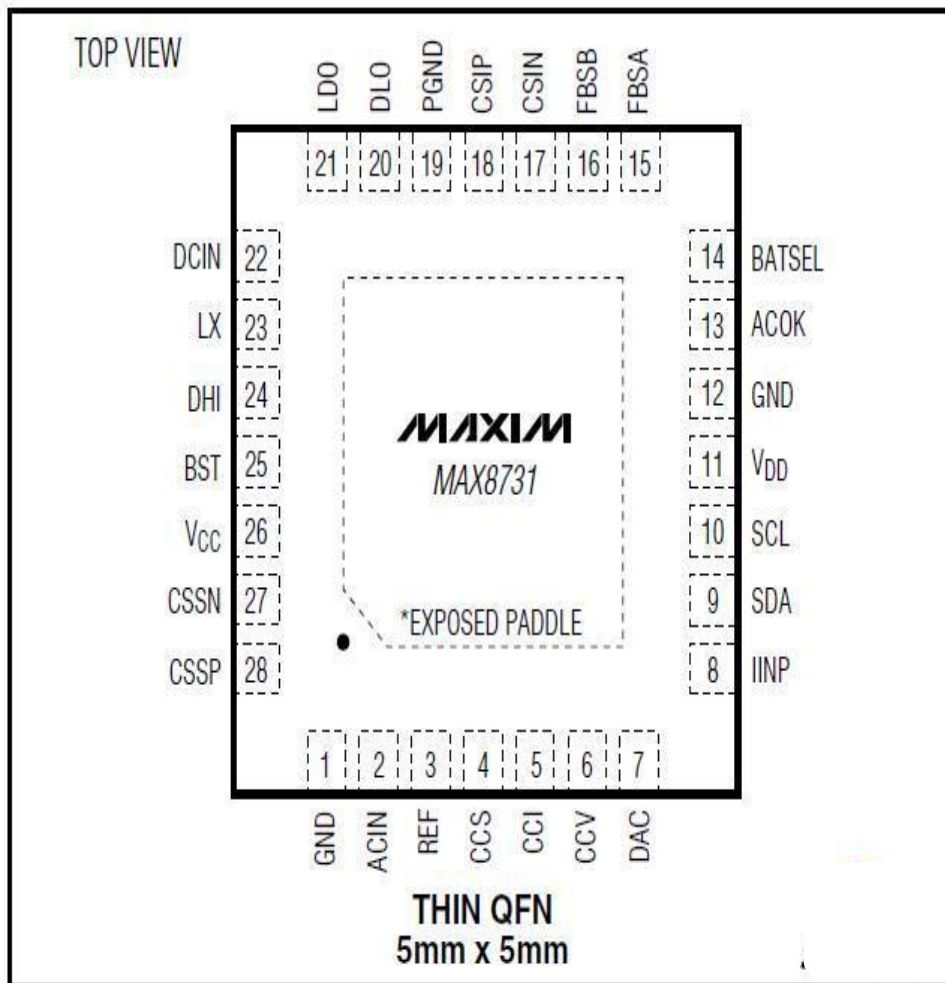 TOP VIEW
LDO DLO PGND CSIP CSIN FBSB FBSA
21 20 19 18 17 16 15
DCIN 22 14 BATSEL
LX 23 13 ACOK
DHI 24 12 GND
MAXIM
MAX8731
BST 25 11 VDD
VCC 26 10 SCL
CSSN 27 9 SDA
*EXPOSED PADDLE
CSSP 28 8 IINP
1 2 3 4 5 6 7
GND ACIN REF CCS CCI CCV DAC
THIN QFN
5mm x 5mm